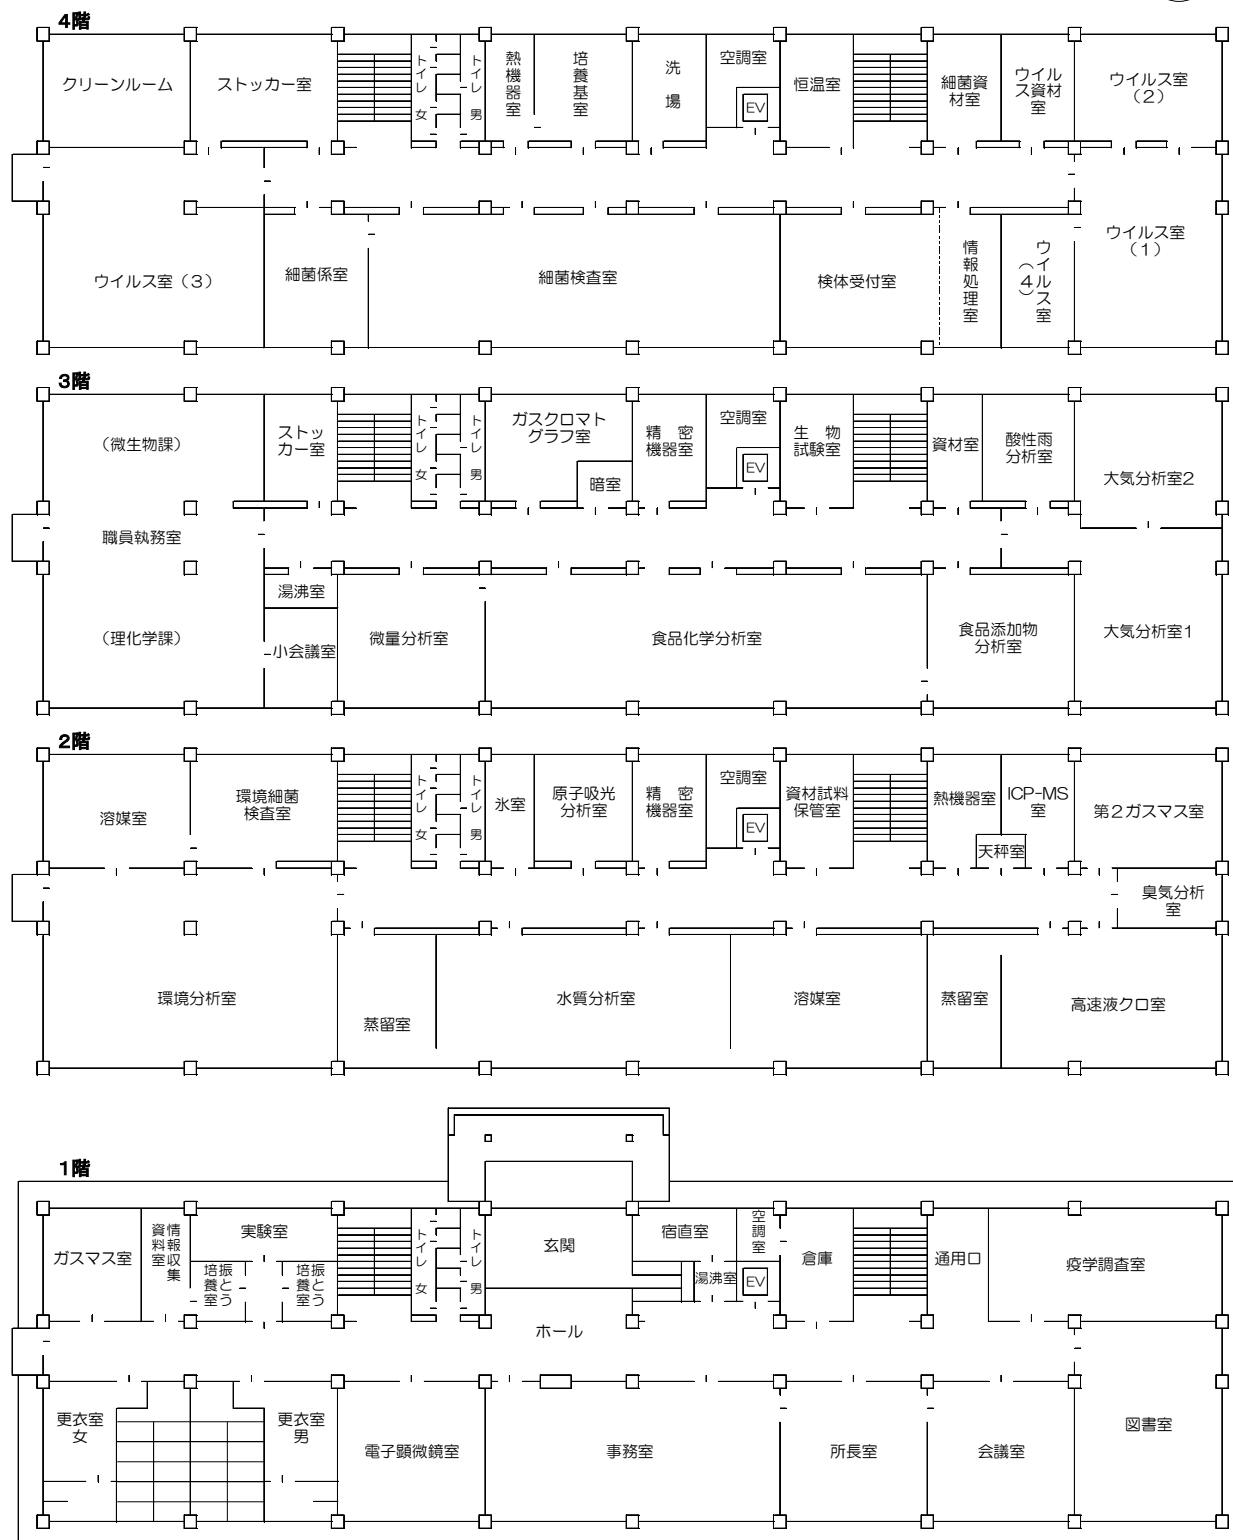 4階
クリーンルーム
ストッカー室
トイレ 女
トイレ 男
熱機器室
培養基室
洗 場
空調室
EV
恒温室
細菌資
材室
ウイル
ス資材
室
ウイルス室
（2）
ウイルス室（3）
細菌係室
細菌検査室
検体受付室
情報処理室
ウイルス室
（4）
ウイルス室
（1）
3階
（微生物課）
職員執務室
（理化学課）
ストッ
カー室
トイレ 女
トイレ 男
ガスクロマト
グラフ室
暗室
精 密
機器室
空調室
EV
生 物
試験室
資材室
酸性雨
分析室
大気分析室2
湯沸室
小会議室
微量分析室
食品化学分析室
食品添加物
分析室
大気分析室1
2階
溶媒室
環境細菌
検査室
トイレ 女
トイレ 男
氷室
原子吸光
分析室
精 密
機器室
空調室
EV
資材試料
保管室
熱機器室
ICP-MS
室
天秤室
第2ガスマス室
臭気分析
室
環境分析室
蒸留室
水質分析室
溶媒室
蒸留室
高速液クロ室
1階
ガスマス室
情報収集
資料室
実験室
振とう
培養室
振とう
培養室
トイレ 女
トイレ 男
玄関
宿直室
湯沸室
空調室
EV
倉庫
通用口
疫学調査室
ホール
更衣室
女
更衣室
男
電子顕微鏡室
事務室
所長室
会議室
図書室